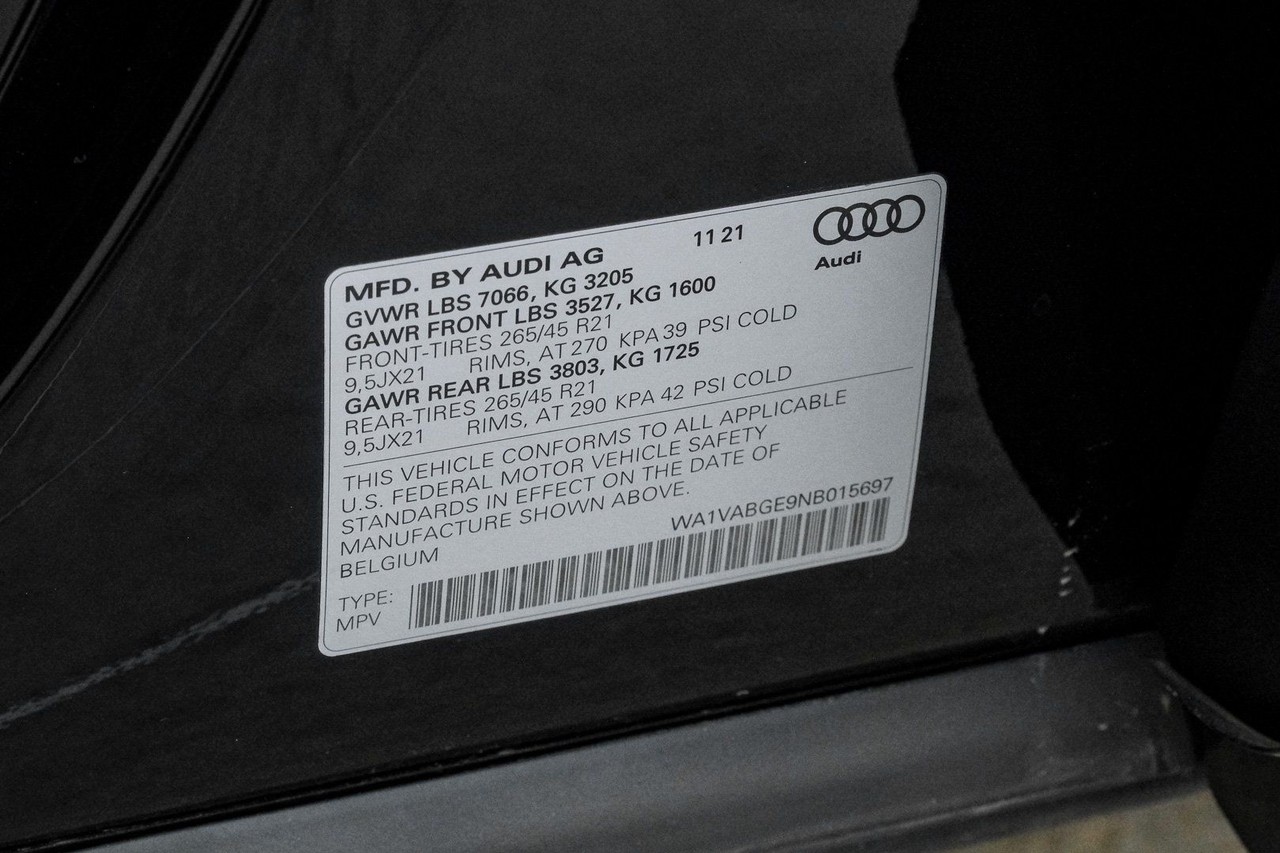 MFD. BY AUDI AG 11 21
Audi
GVWR LBS 7066, KG 3205
GAWR FRONT LBS 3527, KG 1600
FRONT-TIRES 265/45 R21
9,5JX21 RIMS, AT 270 KPA 39 PSI COLD
GAWR REAR LBS 3803, KG 1725
REAR-TIRES 265/45 R21
9,5JX21 RIMS, AT 290 KPA 42 PSI COLD
THIS VEHICLE CONFORMS TO ALL APPLICABLE
U.S. FEDERAL MOTOR VEHICLE SAFETY
STANDARDS IN EFFECT ON THE DATE OF
MANUFACTURE SHOWN ABOVE.
BELGIUM WA1VABGE9NB015697
TYPE:
MPV